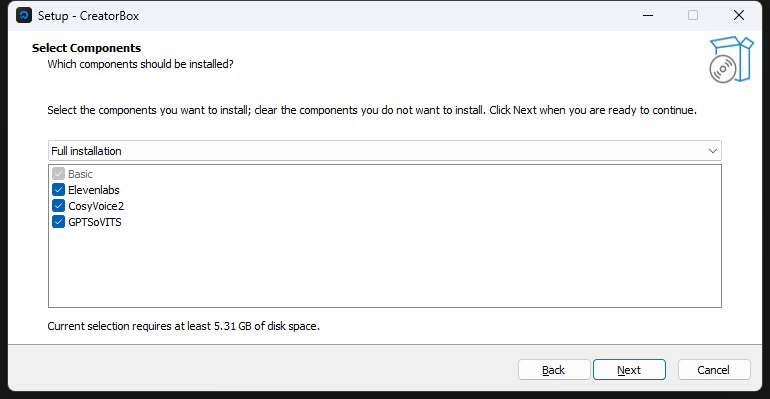 Setup - CreatorBox
Select Components
Which components should be installed?
Select the components you want to install; clear the components you do not want to install. Click Next when you are ready to continue.
Full installation
Basic
Elevenlabs
CosyVoice2
GPTSoVITS
Current selection requires at least 5.31 GB of disk space.
Back Next Cancel